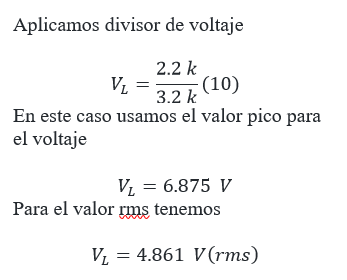 Aplicamos divisor de voltaje
V_L = \frac{2.2 k}{3.2 k} (10)
En este caso usamos el valor pico para
el voltaje
V_L = 6.875 V
Para el valor rms tenemos
V_L = 4.861 V(rms)